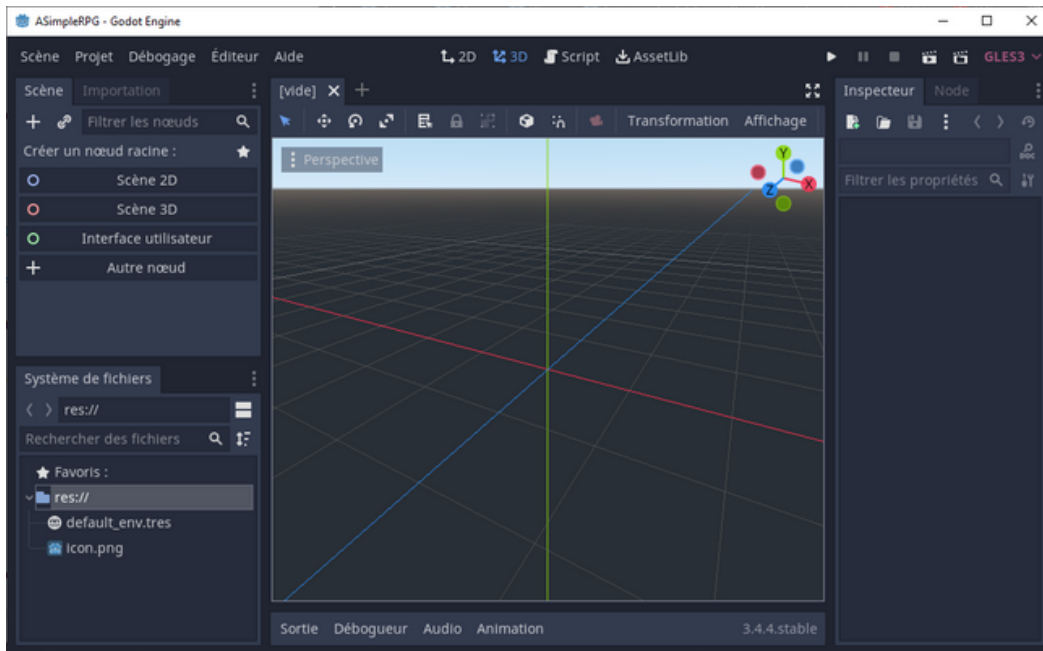 ASimpleRPG - Godot Engine
Scène Projet Débogage Éditeur Aide 2D 3D Script AssetLib GLES3
Scène Importation
[vide]
Inspecteur Node
Filtrer les nœuds
Transformation Affichage
Créer un nœud racine :
Scène 2D
Scène 3D
Interface utilisateur
Autre nœud
Perspective
Y
X
Z
DOC
Filtrer les propriétés
Système de fichiers
res://
Rechercher des fichiers
Favoris :
res://
default_env.tres
icon.png
Sortie Débogueur Audio Animation 3.4.4.stable